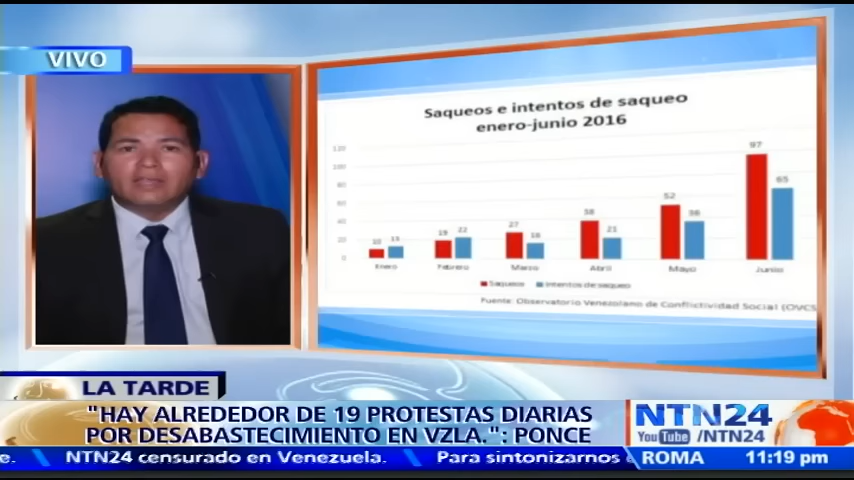 VIVO
Saqueos e intentos de saqueo
enero-junio 2016
120
100
80
60
40
20
0
10
13
19
22
27
16
38
21
52
38
97
65
Enero
Febrero
Marzo
Abril
Mayo
Junio
Saqueos
Intentos de saqueo
Fuente: Observatorio Venezolano de Conflictividad Social (OVCS
LA TARDE
"HAY ALREDEDOR DE 19 PROTESTAS DIARIAS
POR DESABASTECIMIENTO EN VZLA.": PONCE
NTN24
YouTube /NTN24
e. NTN24 censurado en Venezuela. Para sintonizarnos e
ROMA 11:19 pm